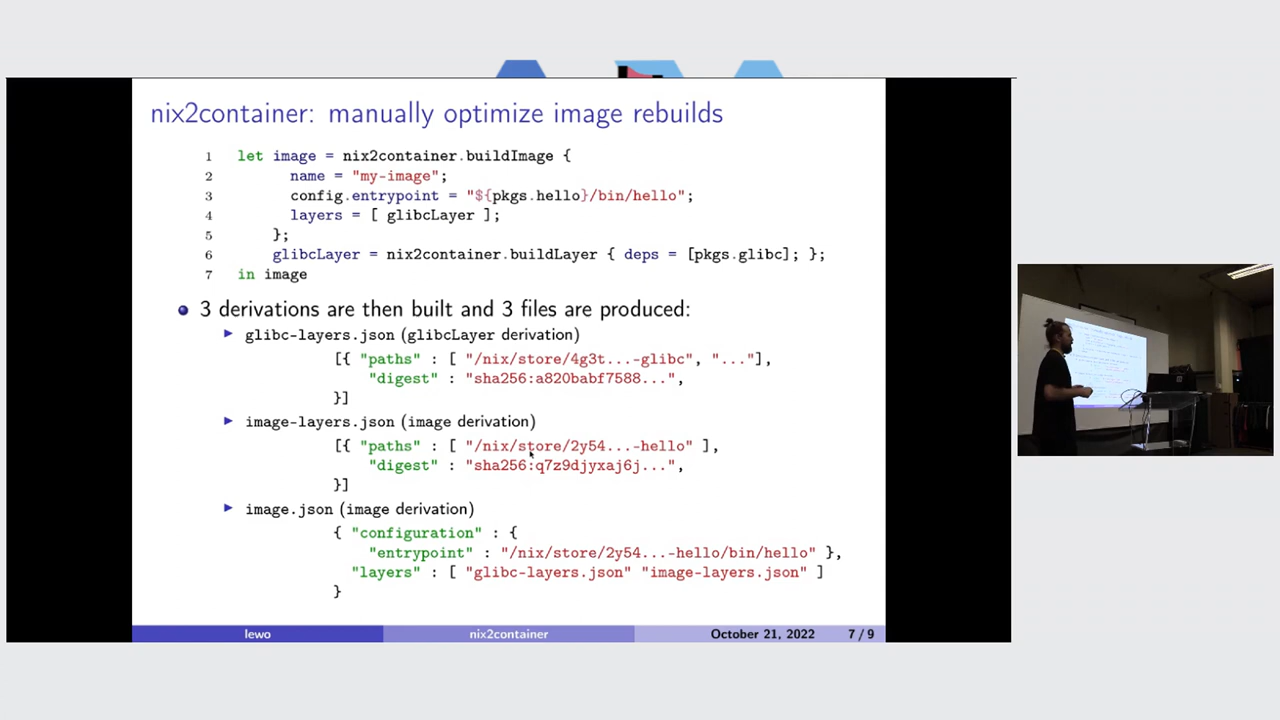 nix2container: manually optimize image rebuilds
1 let image = nix2container.buildImage {
2 name = "my-image";
3 config.entrypoint = "${pkgs.hello}/bin/hello";
4 layers = [ glibcLayer ];
5 };
6 glibcLayer = nix2container.buildLayer { deps = [pkgs.glibc]; };
7 in image
3 derivations are then built and 3 files are produced:
glibc-layers.json (glibcLayer derivation)
[{ "paths" : [ "/nix/store/4g3t...-glibc", "..."],
"digest" : "sha256:a820babf7588...",
}]
image-layers.json (image derivation)
[{ "paths" : [ "/nix/store/2y54...-hello" ],
"digest" : "sha256:q7z9djyxaj6j...",
}]
image.json (image derivation)
{ "configuration" : {
"entrypoint" : "/nix/store/2y54...-hello/bin/hello" },
"layers" : [ "glibc-layers.json" "image-layers.json" ]
}
lewo nix2container October 21, 2022 7 / 9